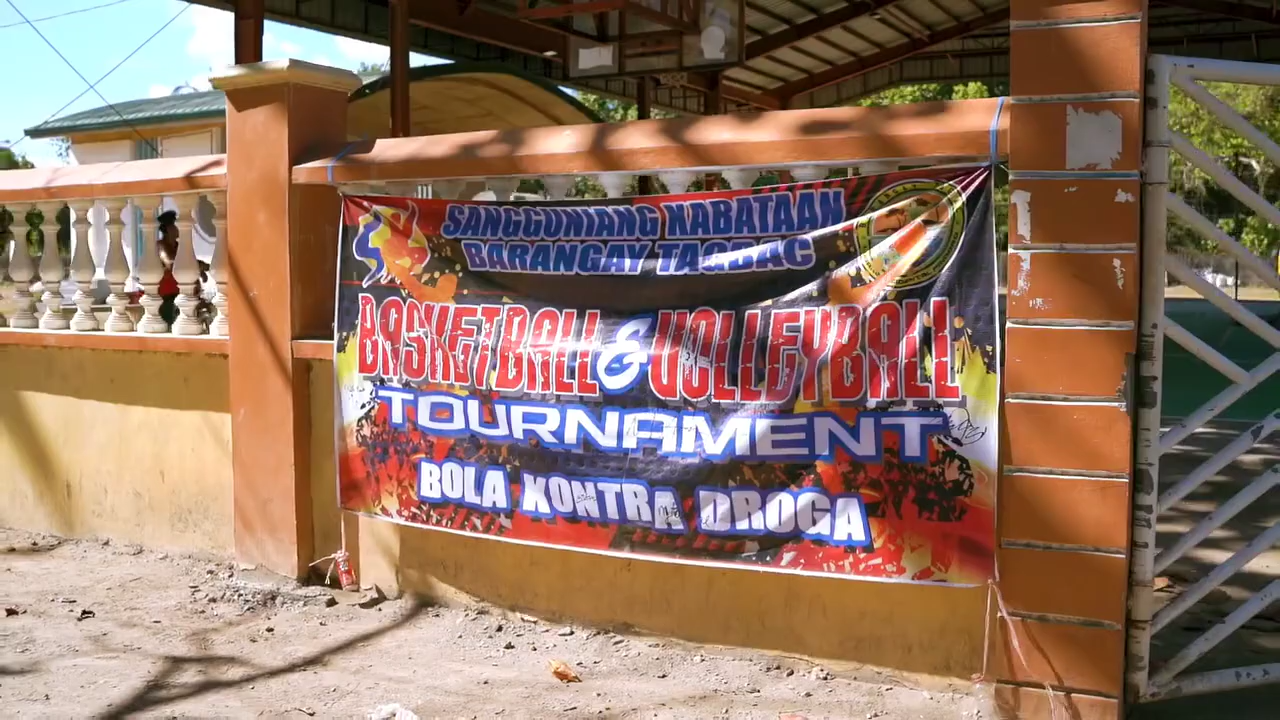 SANGGUNIANG KABATAAN
BARANGAY TAGBAC
BASKETBALL & VOLLEYBALL
TOURNAMENT
BOLA KONTRA DROGA